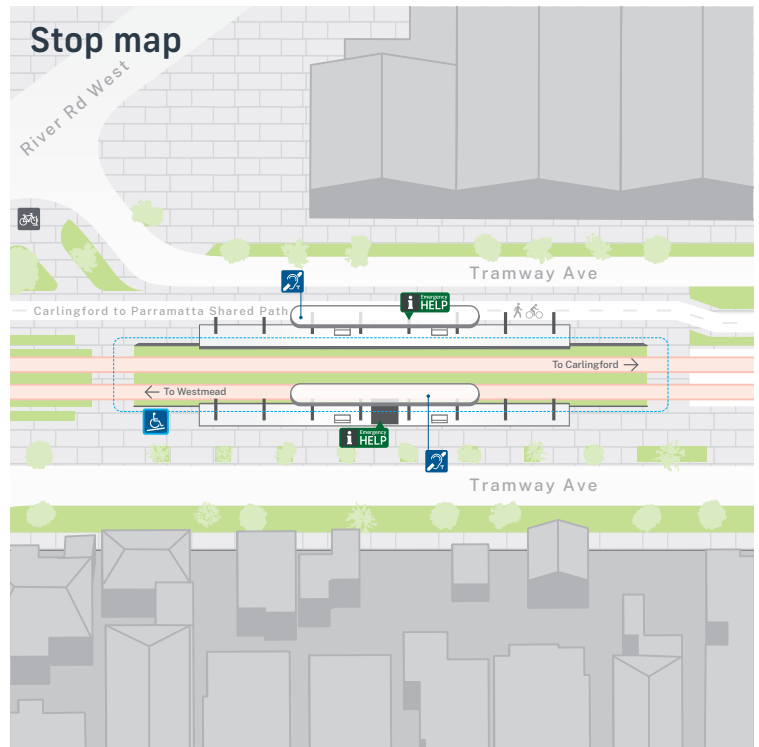 Stop map
River Rd West
Tramway Ave
Emergency
HELP
Carlingford to Parramatta Shared Path
To Carlingford
To Westmead
Emergency
HELP
Tramway Ave